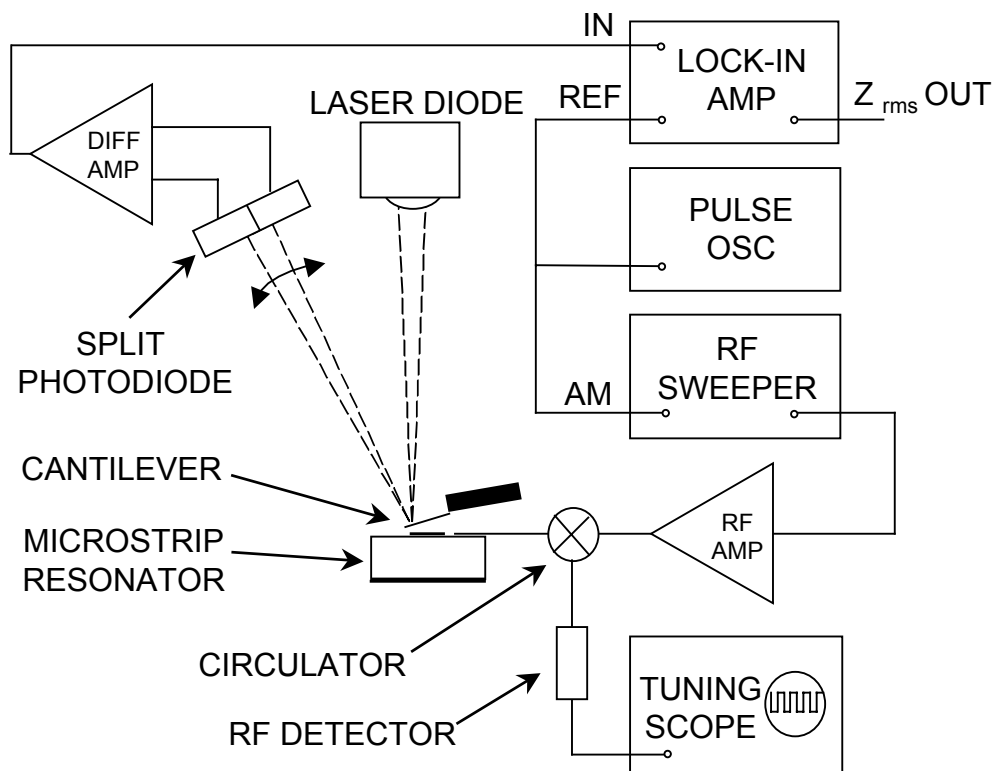 IN
LOCK-IN
AMP
REF
Z rms OUT
LASER DIODE
DIFF
AMP
PULSE
OSC
SPLIT
PHOTODIODE
RF
SWEEPER
AM
CANTILEVER
MICROSTRIP
RESONATOR
RF
AMP
CIRCULATOR
RF DETECTOR
TUNING
SCOPE